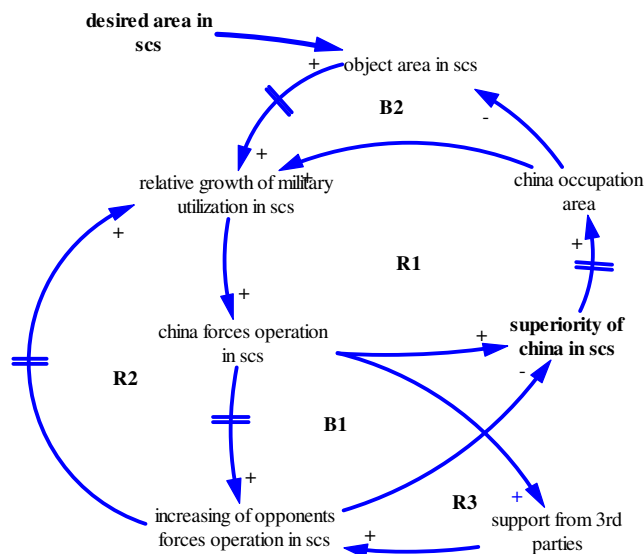 desired area in
scs
+
object area in scs
B2
-
+
+
relative growth of military
utilization in scs
china occupation
area
+
+
R1
+
china forces operation
in scs
+
superiority of
china in scs
-
R2
B1
+
R3
+
increasing of opponents
forces operation in scs
+
support from 3rd
parties